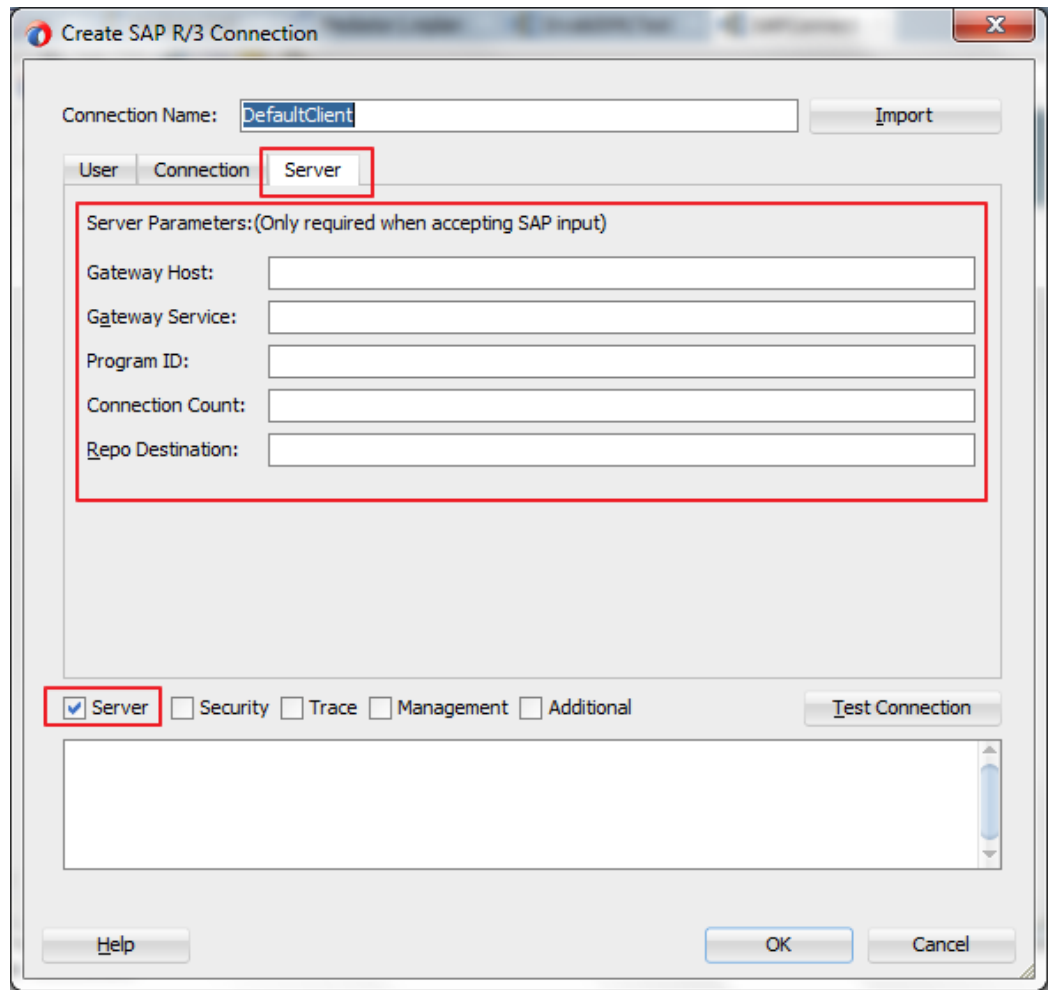 Create SAP R/3 Connection
Connection Name: DefaultClient Import
User Connection Server
Server Parameters:(Only required when accepting SAP input)
Gateway Host:
Gateway Service:
Program ID:
Connection Count:
Repo Destination:
Server Security Trace Management Additional Test Connection
Help OK Cancel